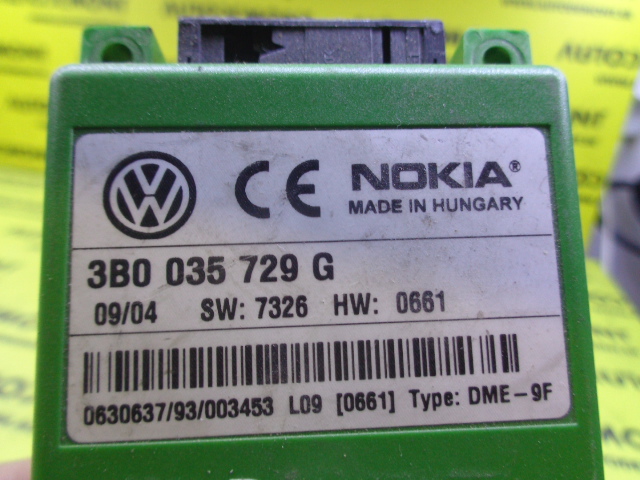 VW CE NOKIA®
MADE IN HUNGARY
3B0 035 729 G
09/04 SW: 7326 HW: 0661
0630637/93/003453 L09 [0661] Type: DME-9F